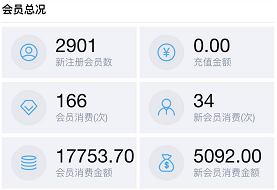 会员总况
2901
新注册会员数
0.00
充值金额
166
会员消费(次)
34
新会员消费(次)
17753.70
会员消费金额
5092.00
新会员消费金额